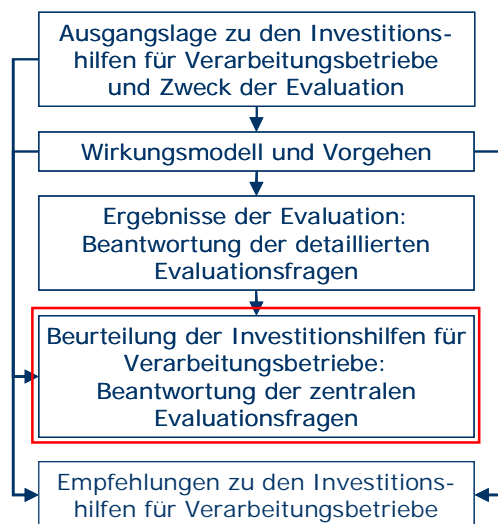 Ausgangslage zu den Investitions-
hilfen für Verarbeitungsbetriebe
und Zweck der Evaluation
Wirkungsmodell und Vorgehen
Ergebnisse der Evaluation:
Beantwortung der detaillierten
Evaluationsfragen
Beurteilung der Investitionshilfen für
Verarbeitungsbetriebe:
Beantwortung der zentralen
Evaluationsfragen
Empfehlungen zu den Investitions-
hilfen für Verarbeitungsbetriebe